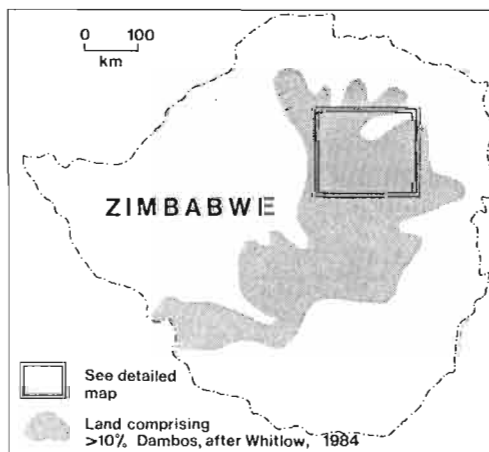 0 100
km
ZIMBABWE
See detailed
map
Land comprising
>10% Dambos, after Whitlow, 1984